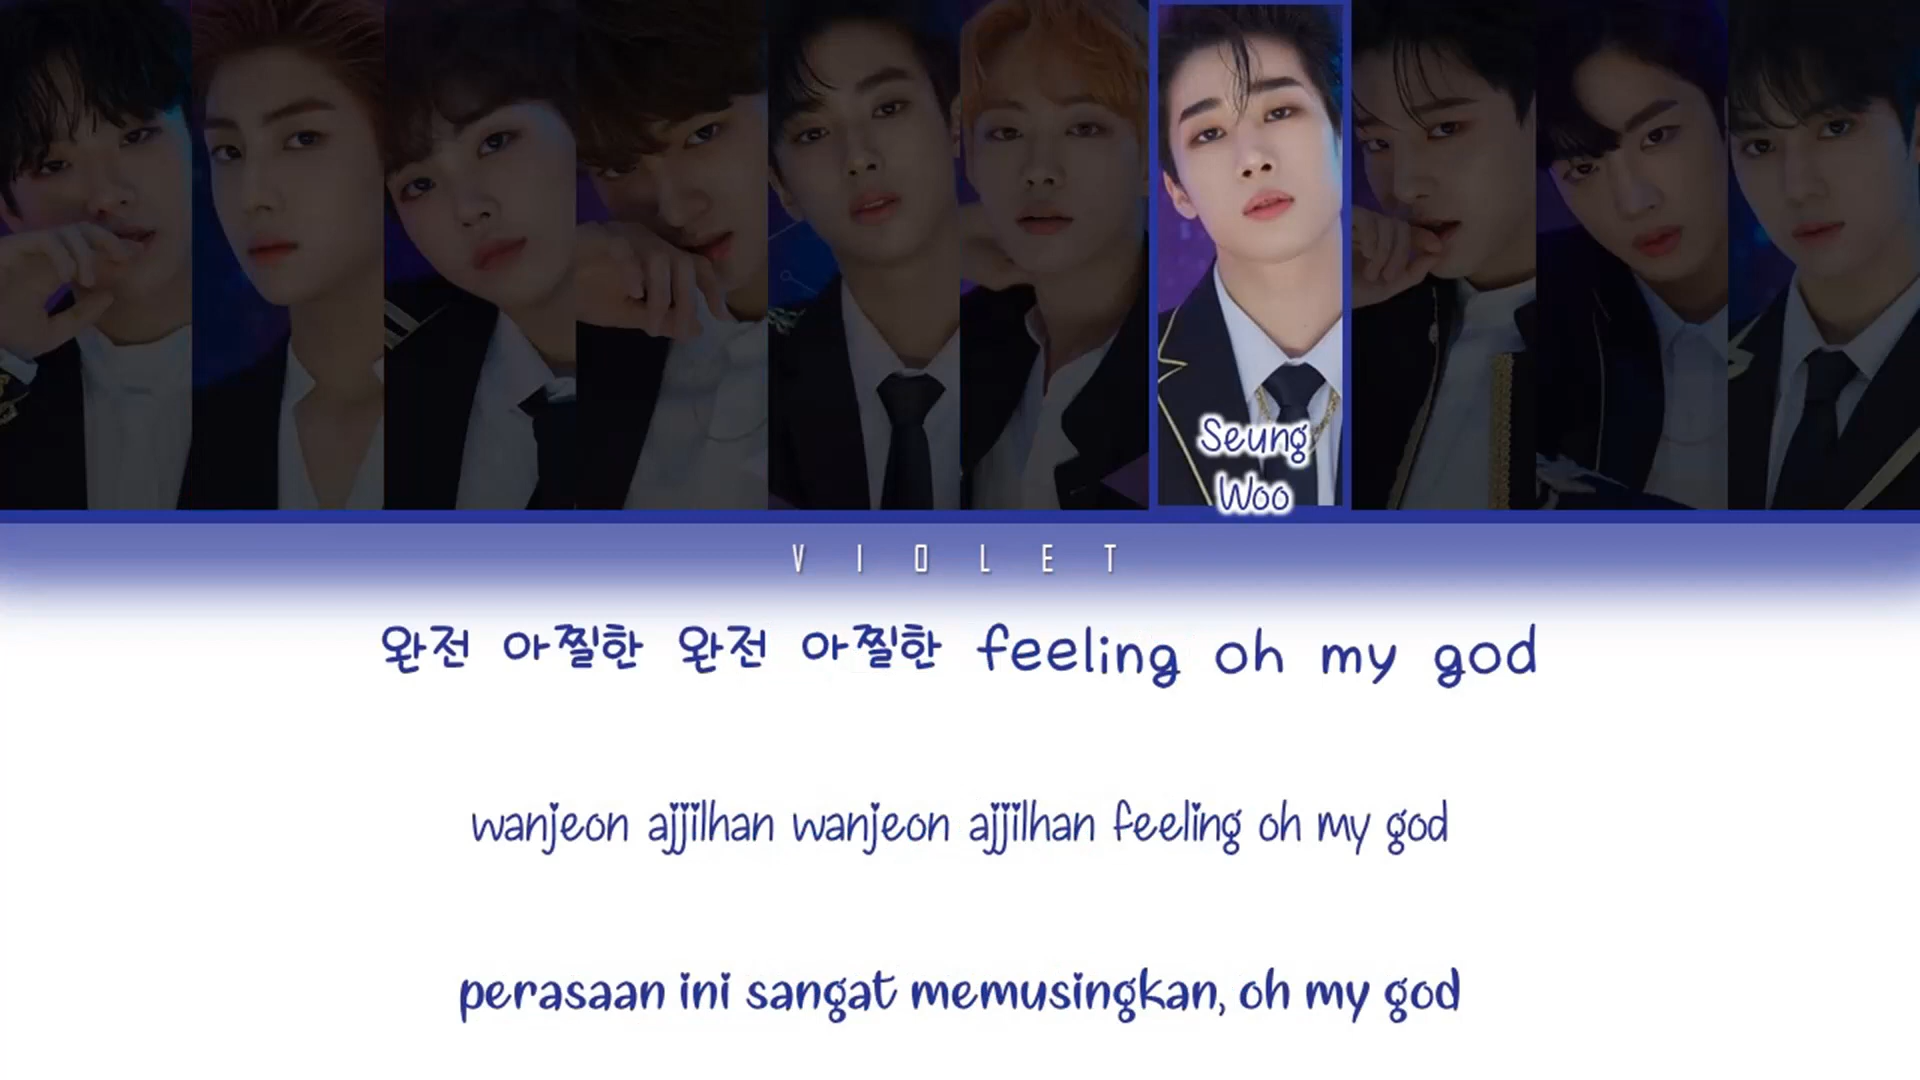 Seung
Woo
VIOLET
완전 아찔한 완전 아찔한 feeling oh my god
wanjeon ajjilhan wanjeon ajjilhan feeling oh my god
perasaan ini sangat memusingkan, oh my god